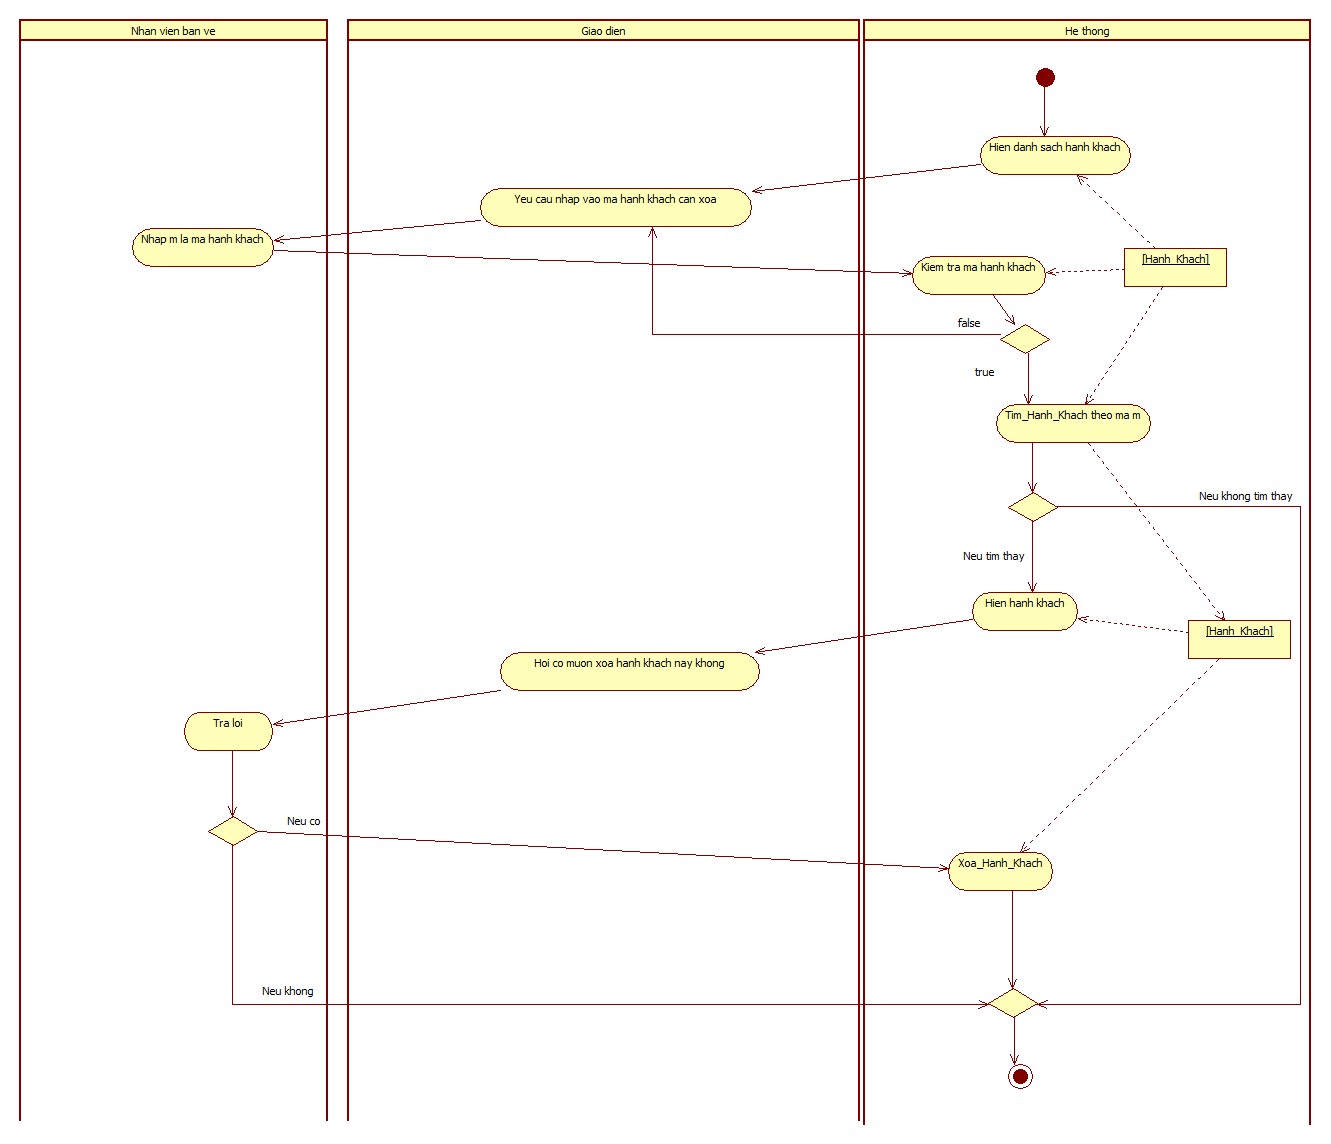 Nhan vien ban ve
Giao dien
He thong
Hien danh sach hanh khach
Yeu cau nhap vao ma hanh khach can xoa
Nhap m la ma hanh khach
[Hanh_Khach]
Kiem tra ma hanh khach
false
true
Tim_Hanh_Khach theo ma m
Neu khong tim thay
Neu tim thay
Hien hanh khach
[Hanh_Khach]
Hoi co muon xoa hanh khach nay khong
Tra loi
Neu co
Xoa_Hanh_Khach
Neu khong